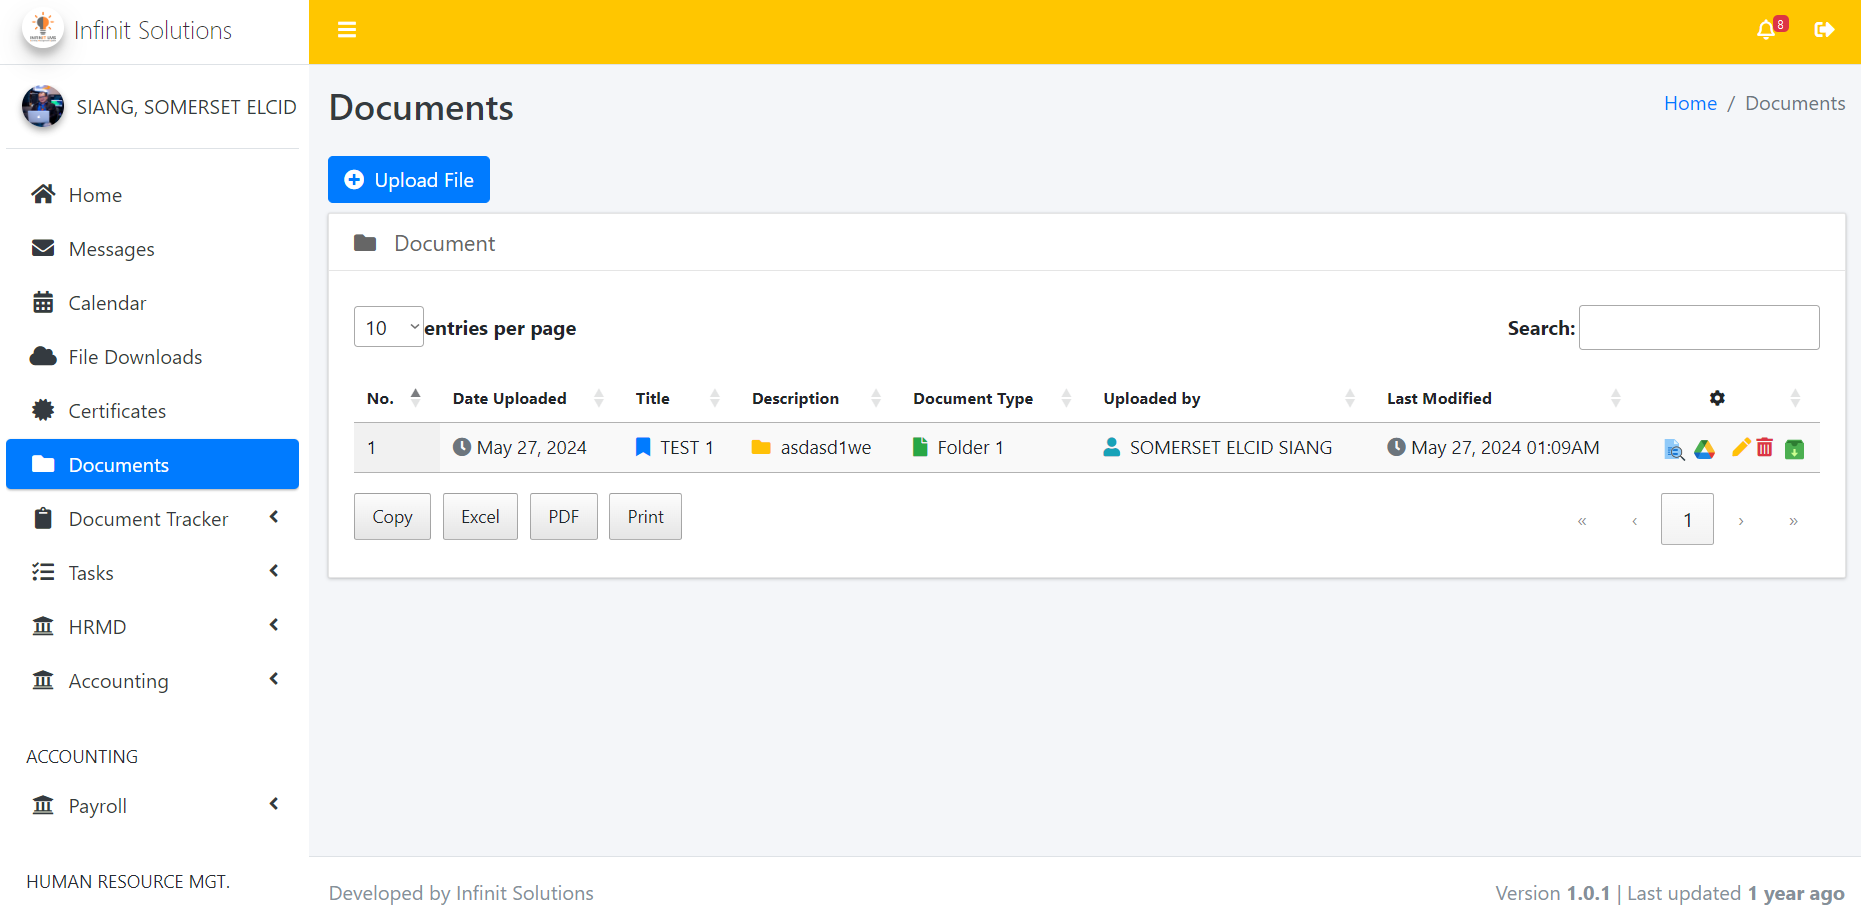 Infinit Solutions
8
SIANG, SOMERSET ELCID
Home
Messages
Calendar
File Downloads
Certificates
Documents
Document Tracker
Tasks
HRMD
Accounting
ACCOUNTING
Payroll
HUMAN RESOURCE MGT.
Documents
Home / Documents
Upload File
Document
10 entries per page
Search:
No. Date Uploaded Title Description Document Type Uploaded by Last Modified
1 May 27, 2024 TEST 1 asdasd1we Folder 1 SOMERSET ELCID SIANG May 27, 2024 01:09AM
Copy Excel PDF Print
« ‹ 1 › »
Developed by Infinit Solutions
Version 1.0.1 | Last updated 1 year ago